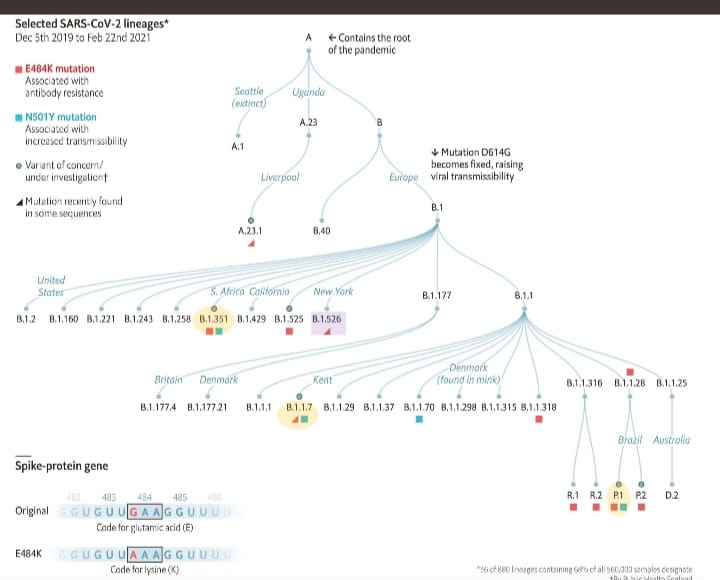 Selected SARS-CoV-2 lineages*
Dec 5th 2019 to Feb 22nd 2021
A
← Contains the root
of the pandemic
E484K mutation
Associated with
antibody resistance
N501Y mutation
Associated with
increased transmissibility
Variant of concern/
under investigation†
Mutation recently found
in some sequences
Seattle
(extinct)
Uganda
A.1
A.23
B
Liverpool
Europe
↓ Mutation D614G
becomes fixed, raising
viral transmissibility
A.23.1
B.40
B.1
United
States
S. Africa
California
New York
B.1.177
B.1.1
B.1.2
B.1.160
B.1.221
B.1.243
B.1.258
B.1.351
B.1.429
B.1.525
B.1.526
Britain
Denmark
Kent
Denmark
(found in mink)
B.1.1.316
B.1.1.28
B.1.1.25
B.1.177.4
B.1.177.21
B.1.1.1
B.1.1.7
B.1.1.29
B.1.1.37
B.1.1.70
B.1.1.298
B.1.1.315
B.1.1.318
Brazil
Australia
R.1
R.2
P.1
P.2
D.2
Spike-protein gene
482 483 484 485 486
Original
G G U G U U G A A G G U U U U
Code for glutamic acid (E)
E484K
G G U G U U A A A G G U U U U
Code for lysine (K)
of 880 lineages containing 68% of all 560,000 samples designate
Public Health England